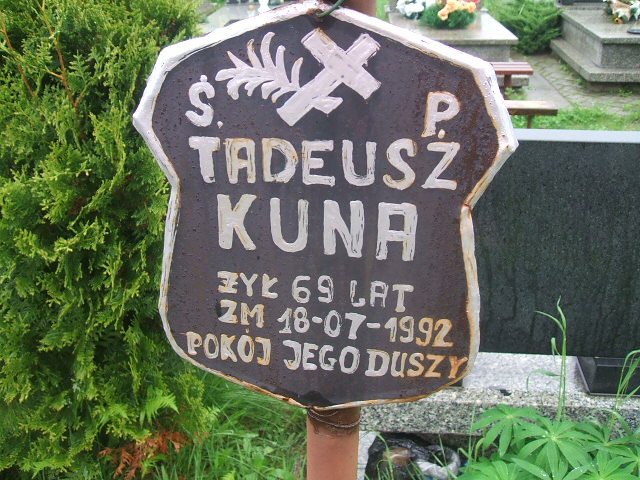 Ś. P.
TADEUSZ
KUNA
ŻYŁ 69 LAT
ZM 18-07-1992
POKÓJ JEGO DUSZY